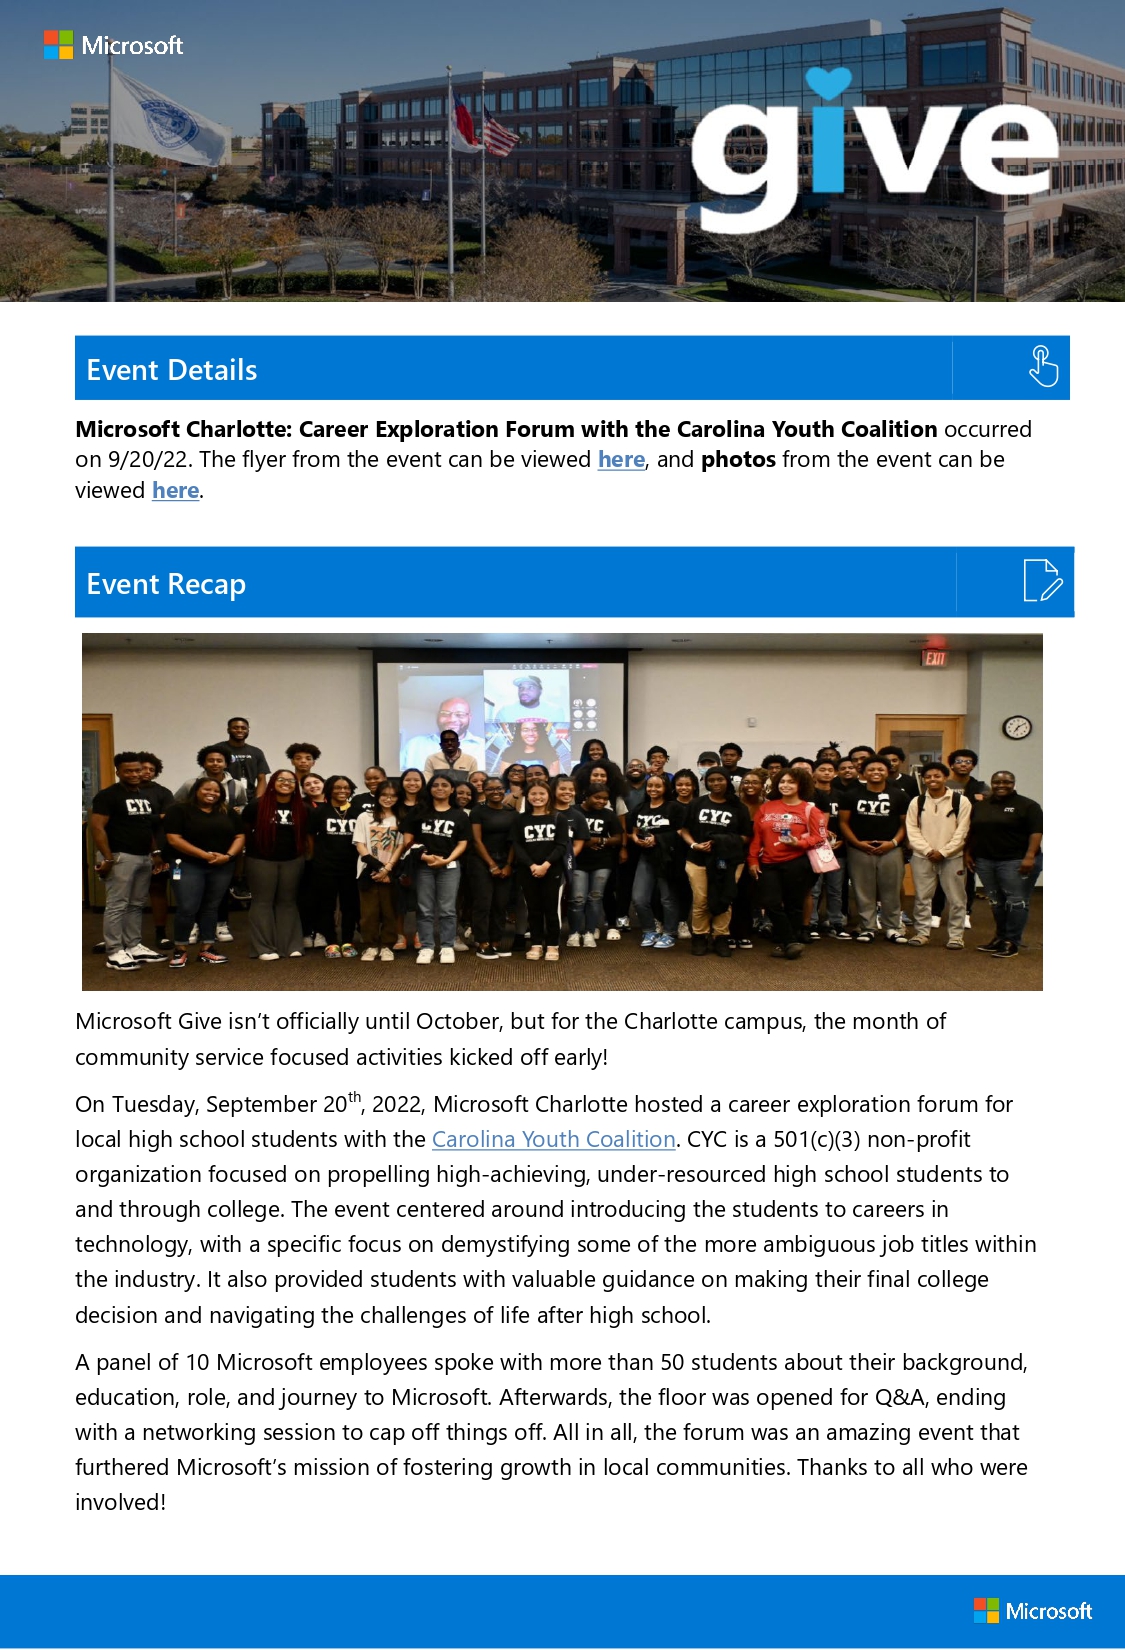 Microsoft
give
Event Details
Microsoft Charlotte: Career Exploration Forum with the Carolina Youth Coalition occurred
on 9/20/22. The flyer from the event can be viewed here, and photos from the event can be
viewed here.
Event Recap
EXIT
CYC
CYC
CYC
CYC
CYC
CYC
Microsoft Give isn’t officially until October, but for the Charlotte campus, the month of
community service focused activities kicked off early!
On Tuesday, September 20th, 2022, Microsoft Charlotte hosted a career exploration forum for
local high school students with the Carolina Youth Coalition. CYC is a 501(c)(3) non-profit
organization focused on propelling high-achieving, under-resourced high school students to
and through college. The event centered around introducing the students to careers in
technology, with a specific focus on demystifying some of the more ambiguous job titles within
the industry. It also provided students with valuable guidance on making their final college
decision and navigating the challenges of life after high school.
A panel of 10 Microsoft employees spoke with more than 50 students about their background,
education, role, and journey to Microsoft. Afterwards, the floor was opened for Q&A, ending
with a networking session to cap off things off. All in all, the forum was an amazing event that
furthered Microsoft’s mission of fostering growth in local communities. Thanks to all who were
involved!
Microsoft